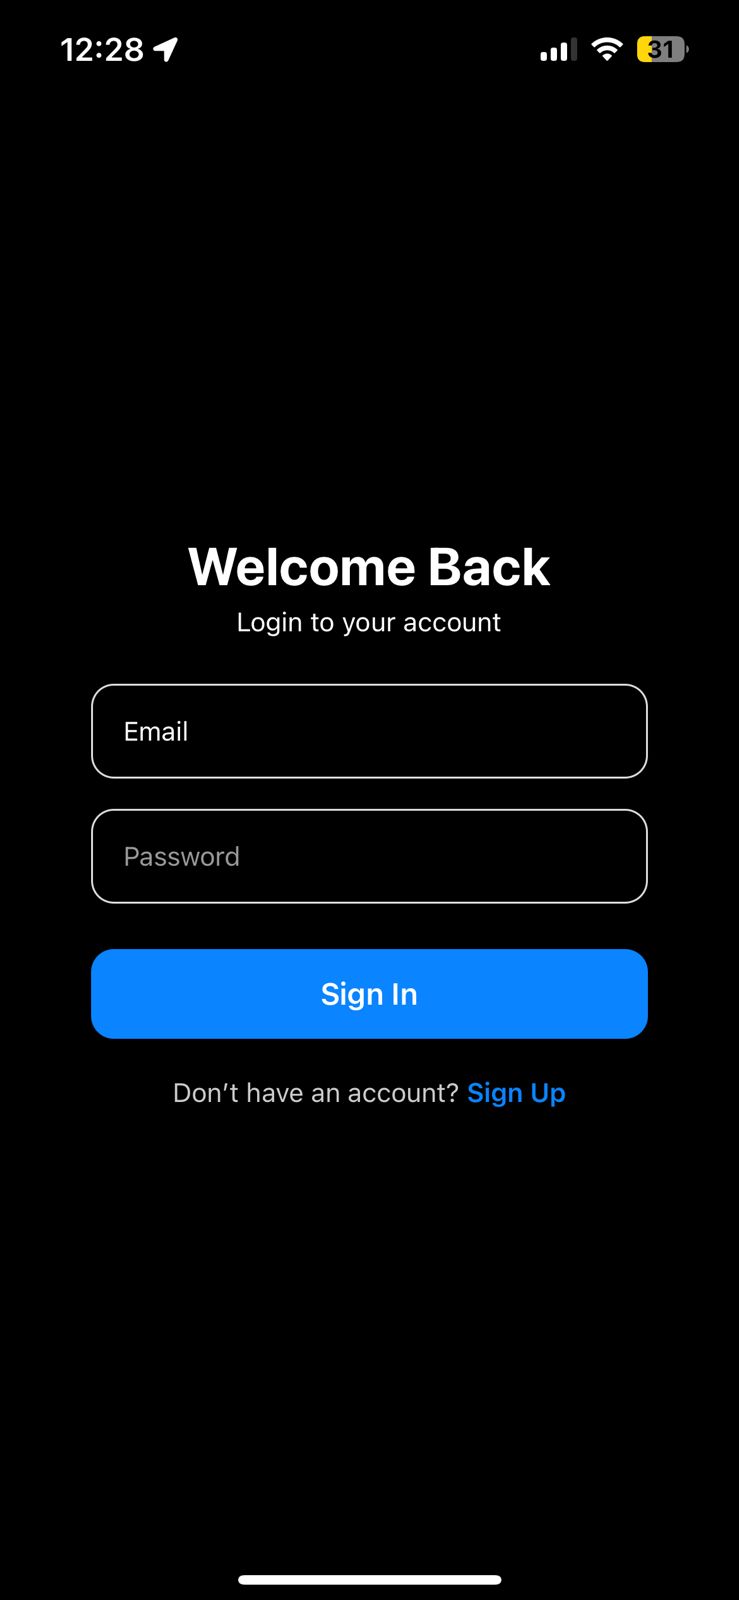 12:28
31
Welcome Back
Login to your account
Email
Password
Sign In
Don’t have an account? Sign Up